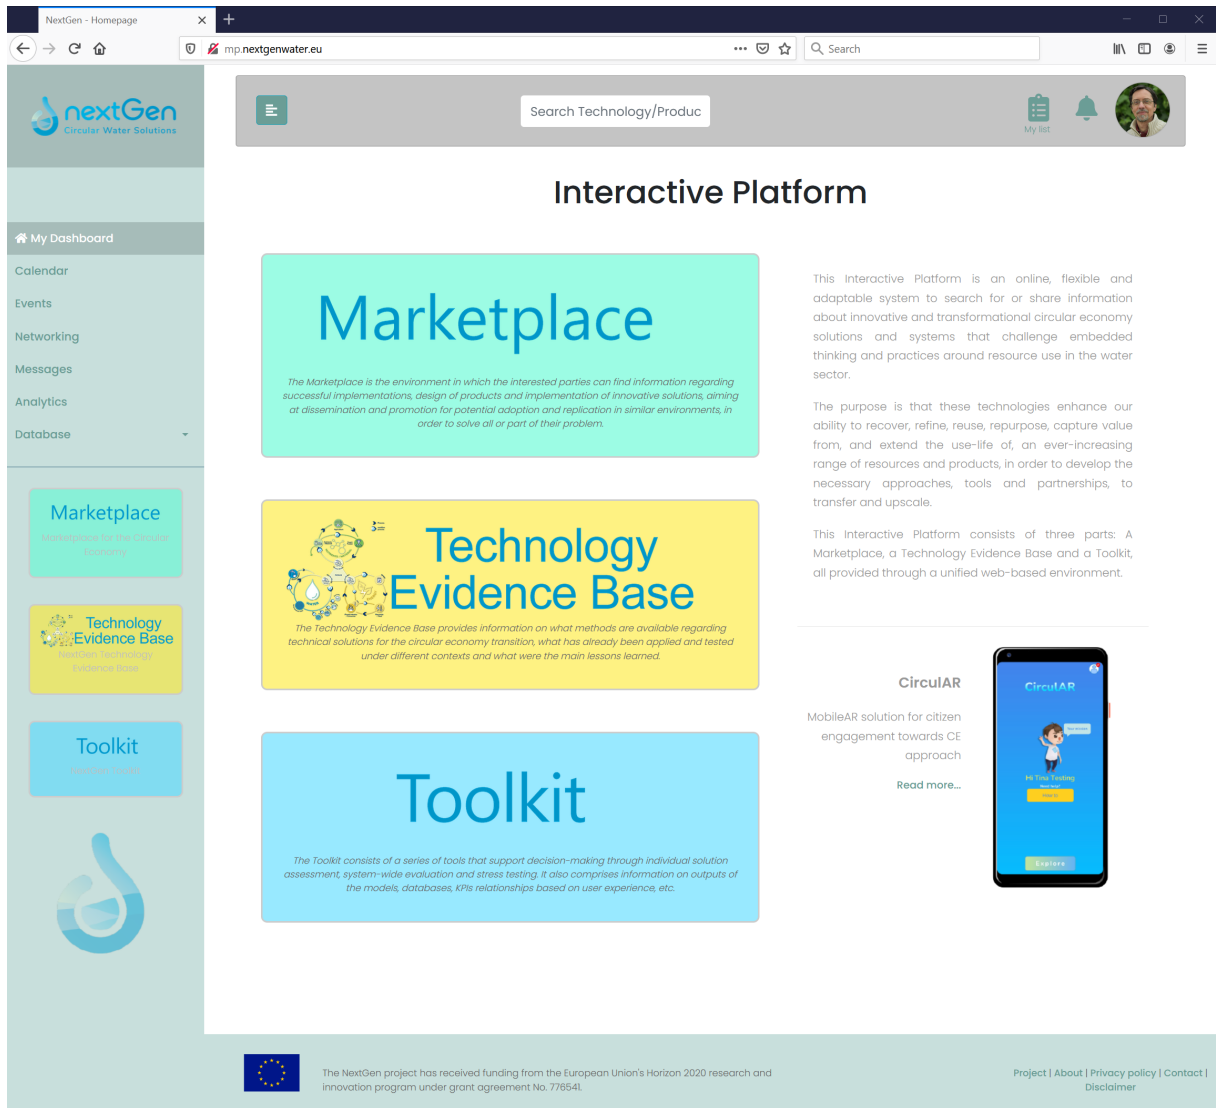 NextGen - Homepage
mp.nextgenwater.eu
Search
nextGen
Circular Water Solutions
Search Technology/Produc
My list
Interactive Platform
My Dashboard
Calendar
Events
Networking
Messages
Analytics
Database
Marketplace
Marketplace for the Circular
Economy
Technology
Evidence Base
NextGen Technology
Evidence Base
Toolkit
Marketplace
The Marketplace is the environment in which the interested parties can find information regarding
successful implementations, design of products and implementation of innovative solutions, aiming
at dissemination and promotion for potential adoption and replication in similar environments, in
order to solve all or part of their problem.
Technology
Evidence Base
The Technology Evidence Base provides information on what methods are available regarding
technical solutions for the circular economy transition, what has already been applied and tested
under different contexts and what were the main lessons learned.
Toolkit
The Toolkit consists of a series of tools that support decision-making through individual solution
assessment, system-wide evaluation and stress testing. It also comprises information on outputs of
the models, databases, KPIs relationships based on user experience, etc.
This Interactive Platform is an online, flexible and
adaptable system to search for or share information
about innovative and transformational circular economy
solutions and systems that challenge embedded
thinking and practices around resource use in the water
sector.
The purpose is that these technologies enhance our
ability to recover, refine, reuse, repurpose, capture value
from, and extend the use-life of, an ever-increasing
range of resources and products, in order to develop the
necessary approaches, tools and partnerships, to
transfer and upscale.
This Interactive Platform consists of three parts: A
Marketplace, a Technology Evidence Base and a Toolkit,
all provided through a unified web-based environment.
CirculAR
MobileAR solution for citizen
engagement towards CE
approach
Read more...
CirculAR
Hi Tina Testing
Explore
The NextGen project has received funding from the European Union's Horizon 2020 research and
innovation program under grant agreement No. 776541.
Project | About | Privacy policy | Contact |
Disclaimer